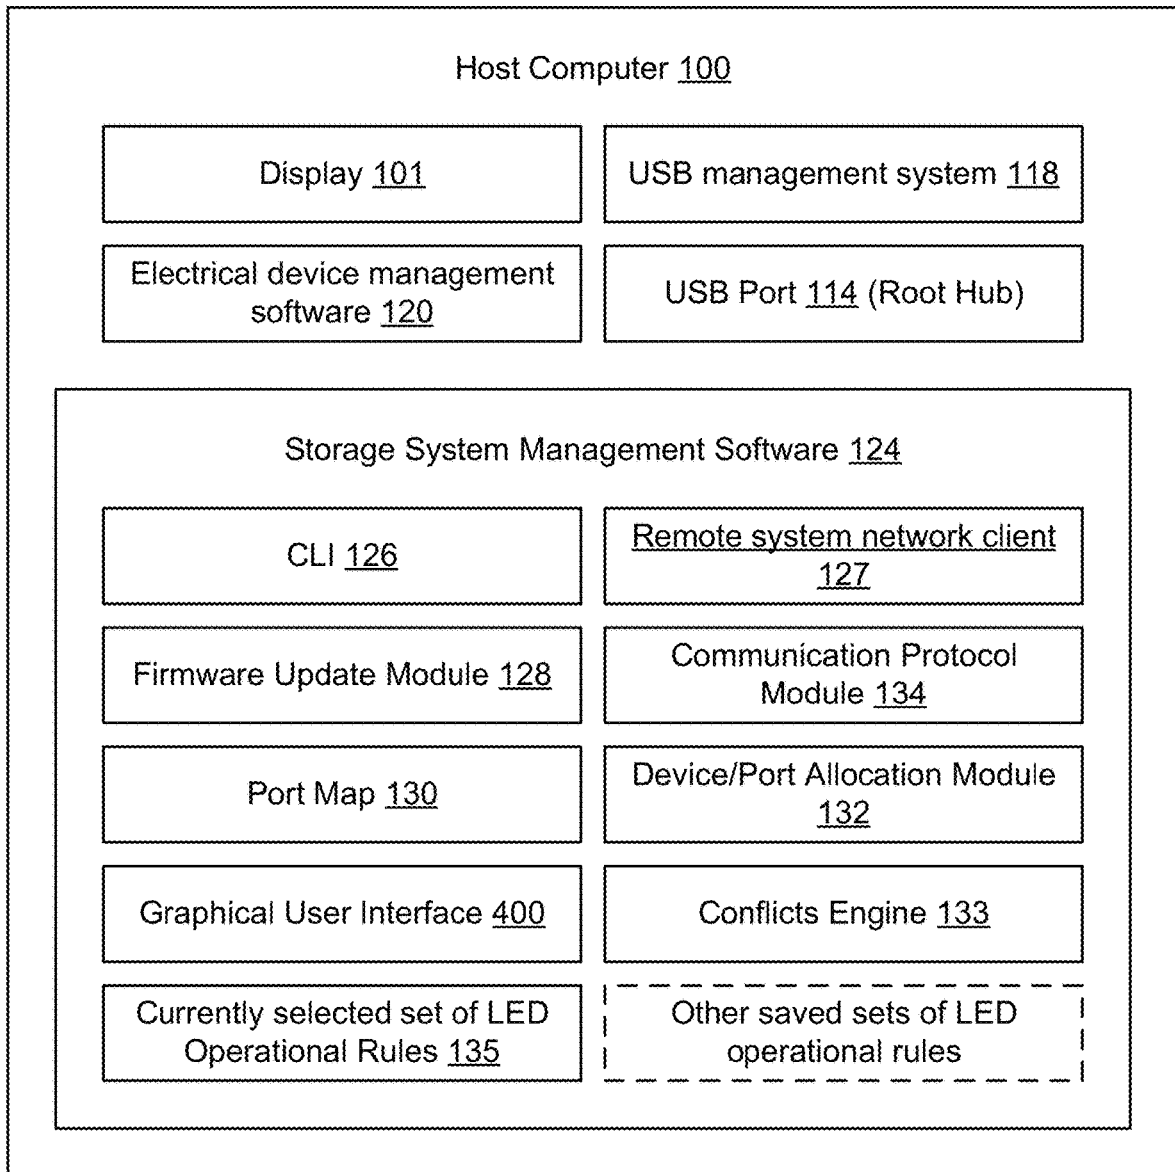 Host Computer 100
Display 101
USB management system 118
Electrical device management
software 120
USB Port 114 (Root Hub)
Storage System Management Software 124
CLI 126
Remote system network client
127
Firmware Update Module 128
Communication Protocol
Module 134
Port Map 130
Device/Port Allocation Module
132
Graphical User Interface 400
Conflicts Engine 133
Currently selected set of LED
Operational Rules 135
Other saved sets of LED
operational rules